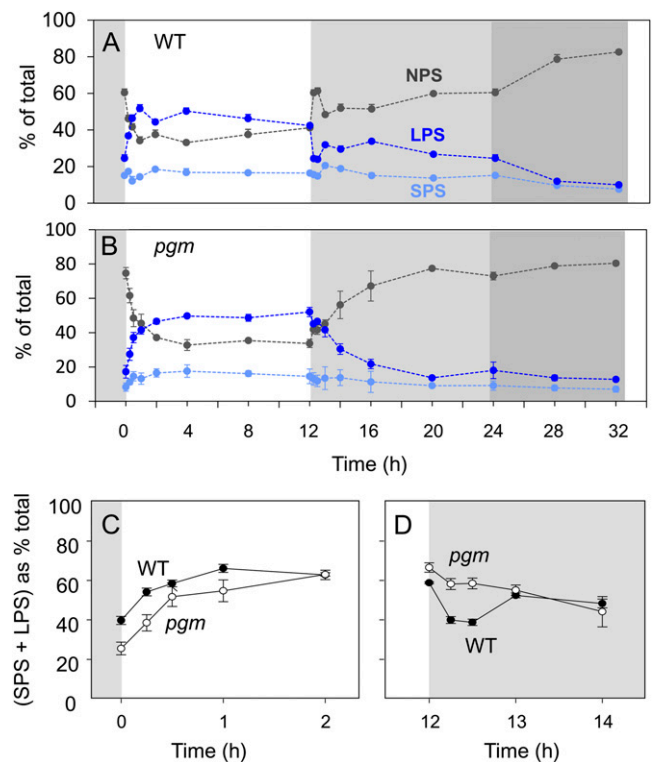 A WT
% of total
100
80
60
40
20
0
NPS
LPS
SPS
B pgm
% of total
100
80
60
40
20
0
0 4 8 12 14 16 20 24 28 32
Time (h)
C
(SPS + LPS) as % total
100
80
60
40
20
0
WT
pgm
0 1 2
Time (h)
D
pgm
WT
12 13 14
Time (h)